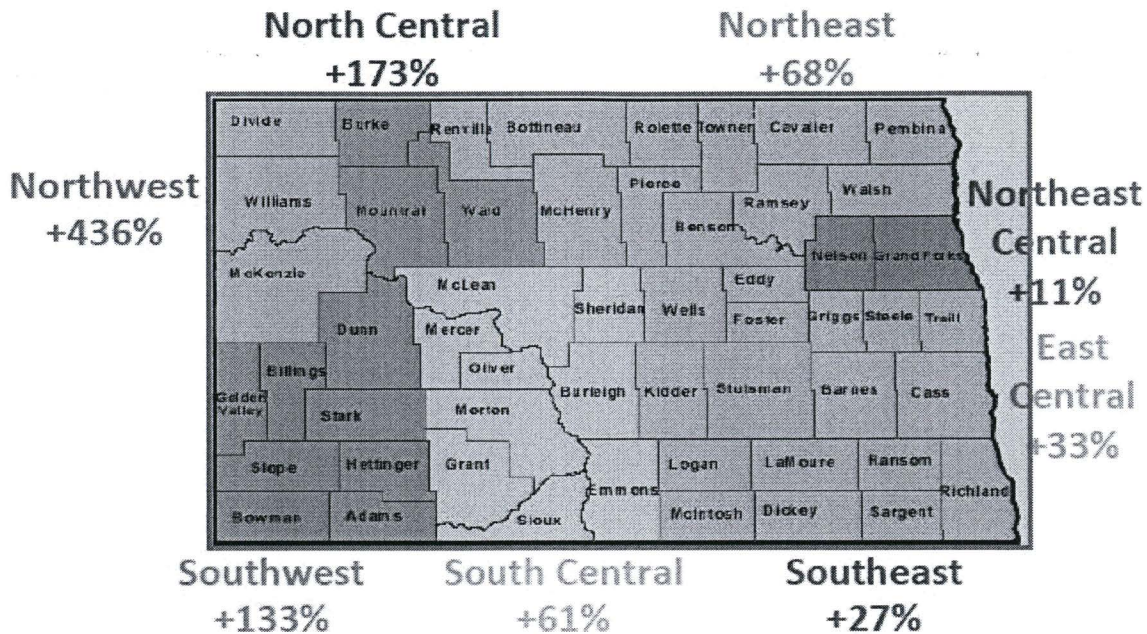 North Central
+173%
Northeast
+68%
Northwest
+436%
Northeast
Central
+11%
East
Central
+33%
Southwest
+133%
South Central
+61%
Southeast
+27%
Divide
Burke
Renville
Bottineau
Rolette
Towner
Cavalier
Pembina
Williams
Mountrail
Ward
McHenry
Pierce
Benson
Ramsey
Walsh
Nelson
Grand Forks
McKenzie
McLean
Sheridan
Wells
Eddy
Foster
Griggs
Steele
Traill
Dunn
Mercer
Oliver
Billings
Golden
Valley
Stark
Morton
Burleigh
Kidder
Stutsman
Barnes
Cass
Slope
Hettinger
Grant
Emmons
Logan
LaMoure
Ransom
Richland
Bowman
Adams
Sioux
McIntosh
Dickey
Sargent